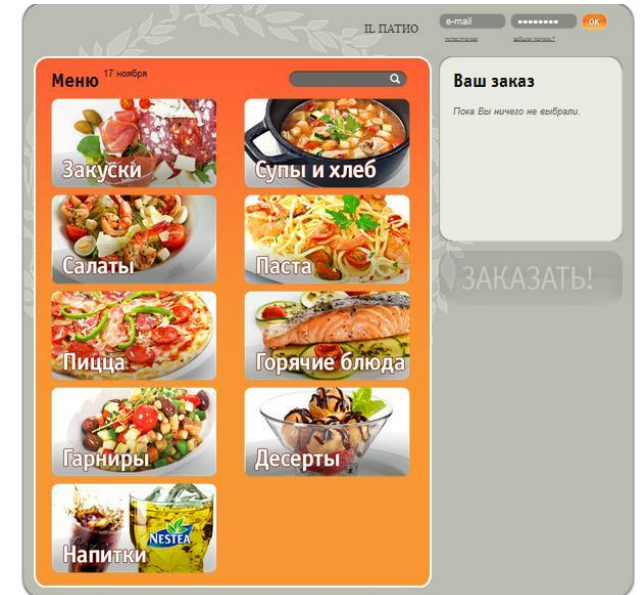 IL ПАТИО
e-mail
ОК
Меню 17 ноября
Ваш заказ
Пока Вы ничего не выбрали.
Закуски
Супы и хлеб
Салаты
Паста
ЗАКАЗАТЬ!
Пицца
Горячие блюда
Гарниры
Десерты
NESTEA
Напитки